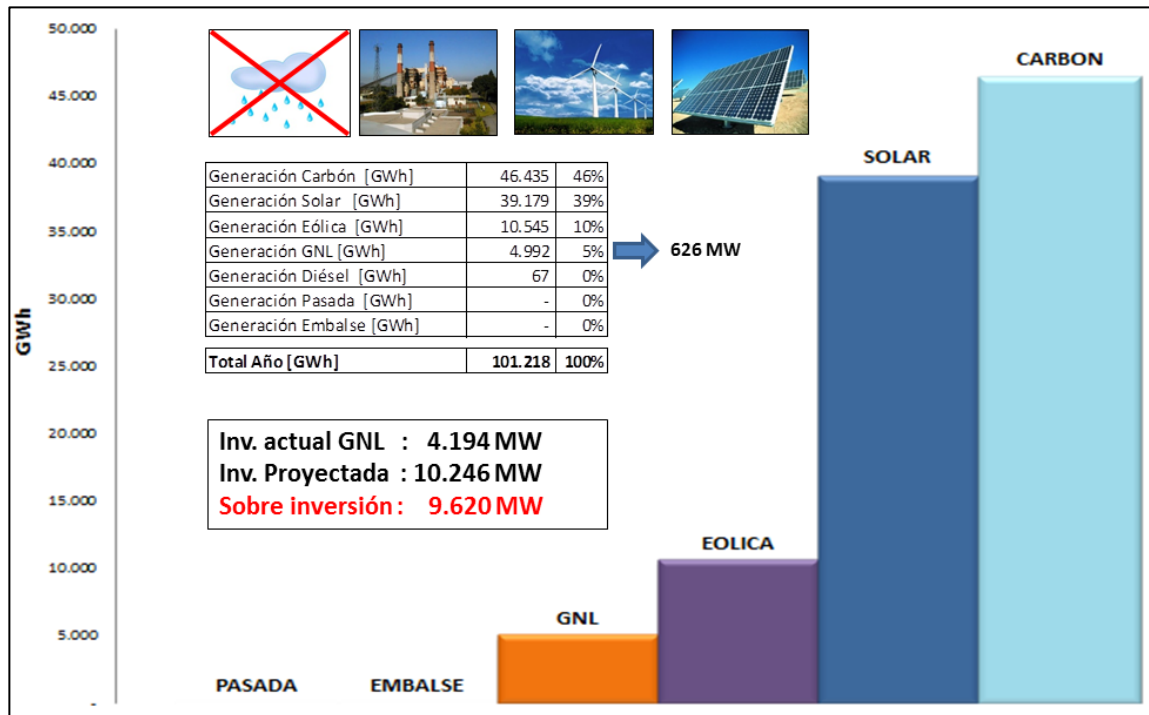 50.000
45.000
40.000
35.000
30.000
25.000
20.000
15.000
10.000
5.000
-
GWh
CARBON
SOLAR
EOLICA
GNL
PASADA
EMBALSE
Generación Carbón [GWh] 46.435 46%
Generación Solar [GWh] 39.179 39%
Generación Eólica [GWh] 10.545 10%
Generación GNL [GWh] 4.992 5%
626 MW
Generación Diésel [GWh] 67 0%
Generación Pasada [GWh] - 0%
Generación Embalse [GWh] - 0%
Total Año [GWh] 101.218 100%
Inv. actual GNL : 4.194 MW
Inv. Proyectada : 10.246 MW
Sobre inversión : 9.620 MW